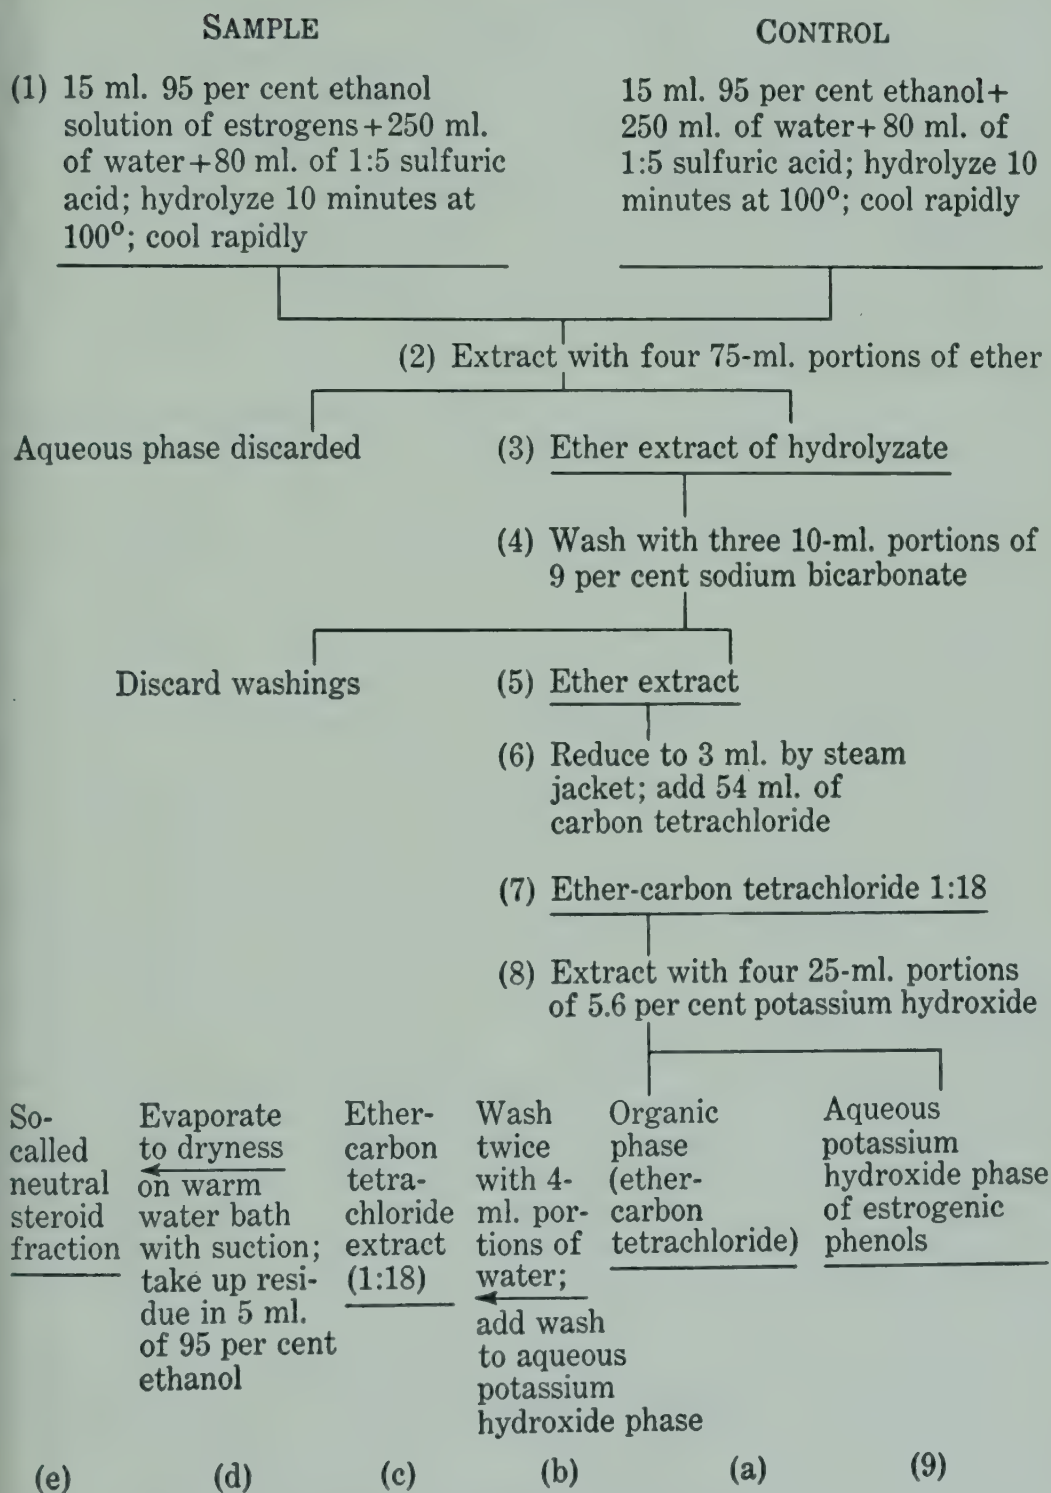 SAMPLE
(1) 15 ml. 95 per cent ethanol
solution of estrogens+250 ml.
of water+80 ml. of 1:5 sulfuric
acid; hydrolyze 10 minutes at
100°; cool rapidly
CONTROL
15 ml. 95 per cent ethanol+
250 ml. of water+80 ml. of
1:5 sulfuric acid; hydrolyze 10
minutes at 100°; cool rapidly
(2) Extract with four 75-ml. portions of ether
Aqueous phase discarded
(3) Ether extract of hydrolyzate
(4) Wash with three 10-ml. portions of
9 per cent sodium bicarbonate
Discard washings
(5) Ether extract
(6) Reduce to 3 ml. by steam
jacket; add 54 ml. of
carbon tetrachloride
(7) Ether-carbon tetrachloride 1:18
(8) Extract with four 25-ml. portions
of 5.6 per cent potassium hydroxide
So-
called
neutral
steroid
fraction
Evaporate
to dryness
on warm
water bath
with suction;
take up resi-
due in 5 ml.
of 95 per cent
ethanol
Ether-
carbon
tetra-
chloride
extract
(1:18)
Wash
twice
with 4-
ml. por-
tions of
water;
add wash
to aqueous
potassium
hydroxide phase
Organic
phase
(ether-
carbon
tetrachloride)
Aqueous
potassium
hydroxide phase
of estrogenic
phenols
(e) (d) (c) (b) (a) (9)